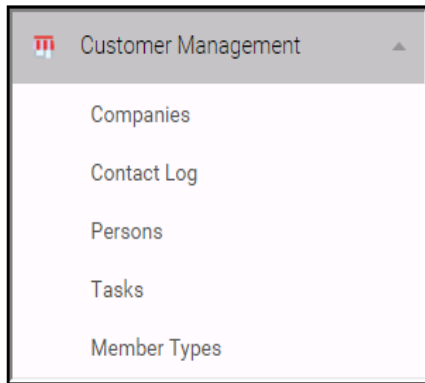 Customer Management
Companies
Contact Log
Persons
Tasks
Member Types